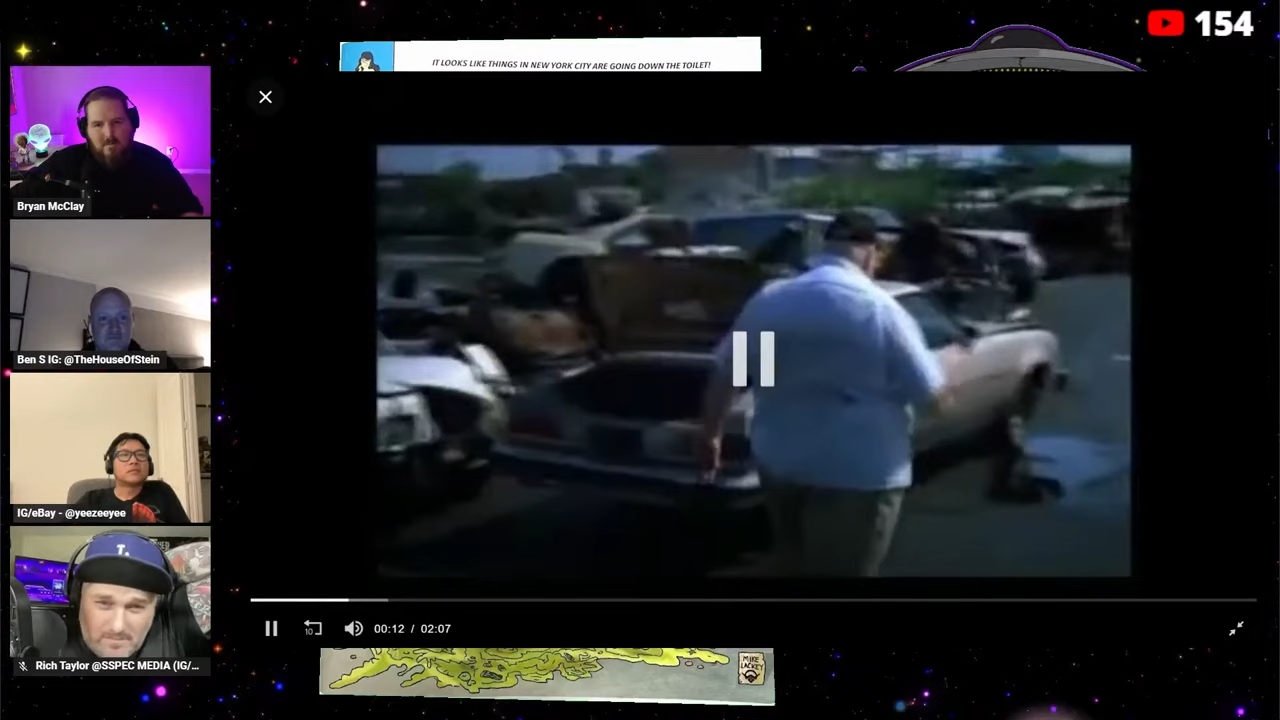 154
IT LOOKS LIKE THINGS IN NEW YORK CITY ARE GOING DOWN THE TOILET!
Bryan McClay
Ben S IG: @TheHouseOfStein
IG/eBay - @yeezeeyee
T.
Rich Taylor @SSPEC MEDIA (IG/...
10
00:12 / 02:07
MIKE
LACKEY